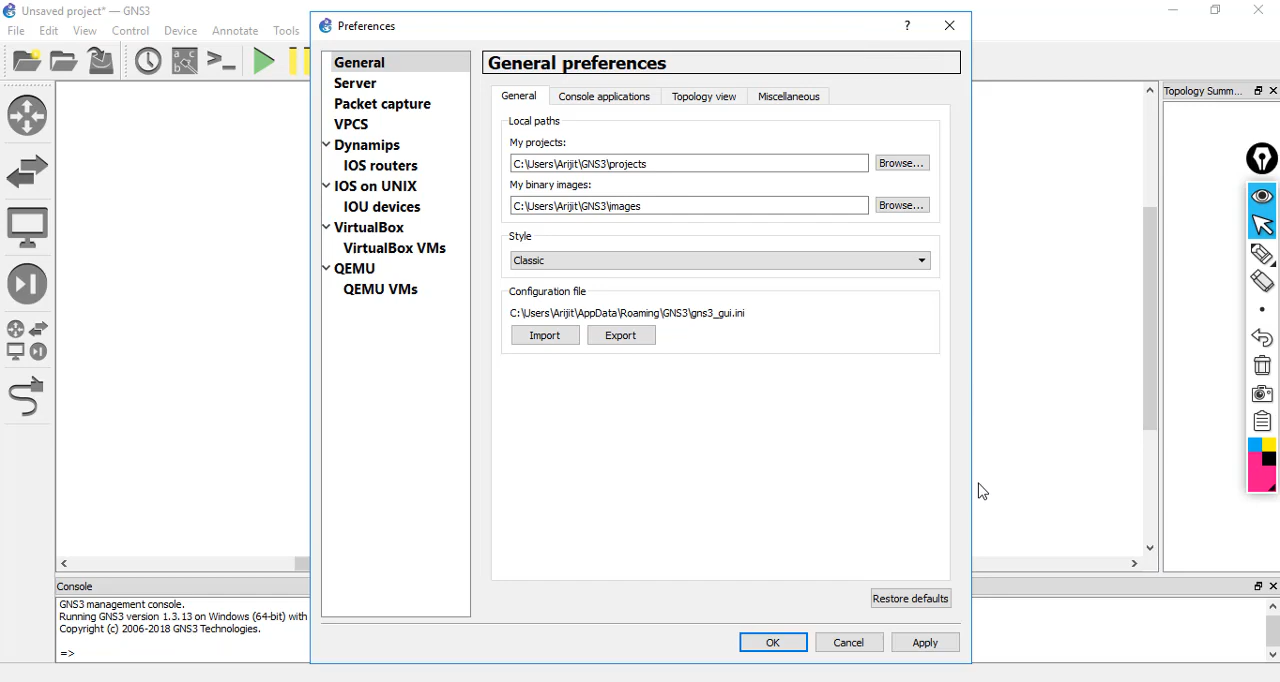 Unsaved project* — GNS3
File Edit View Control Device Annotate Tools
Preferences
?
General
Server
Packet capture
VPCS
Dynamips
IOS routers
IOS on UNIX
IOU devices
VirtualBox
VirtualBox VMs
QEMU
QEMU VMs
General preferences
General Console applications Topology view Miscellaneous
Local paths
My projects:
C:\Users\Arijit\GNS3\projects Browse...
My binary images:
C:\Users\Arijit\GNS3\images Browse...
Style
Classic
Configuration file
C:\Users\Arijit\AppData\Roaming\GNS3\gns3_gui.ini
Import Export
Restore defaults
OK Cancel Apply
Topology Summ...
Console
GNS3 management console.
Running GNS3 version 1.3.13 on Windows (64-bit) with
Copyright (c) 2006-2018 GNS3 Technologies.
=>